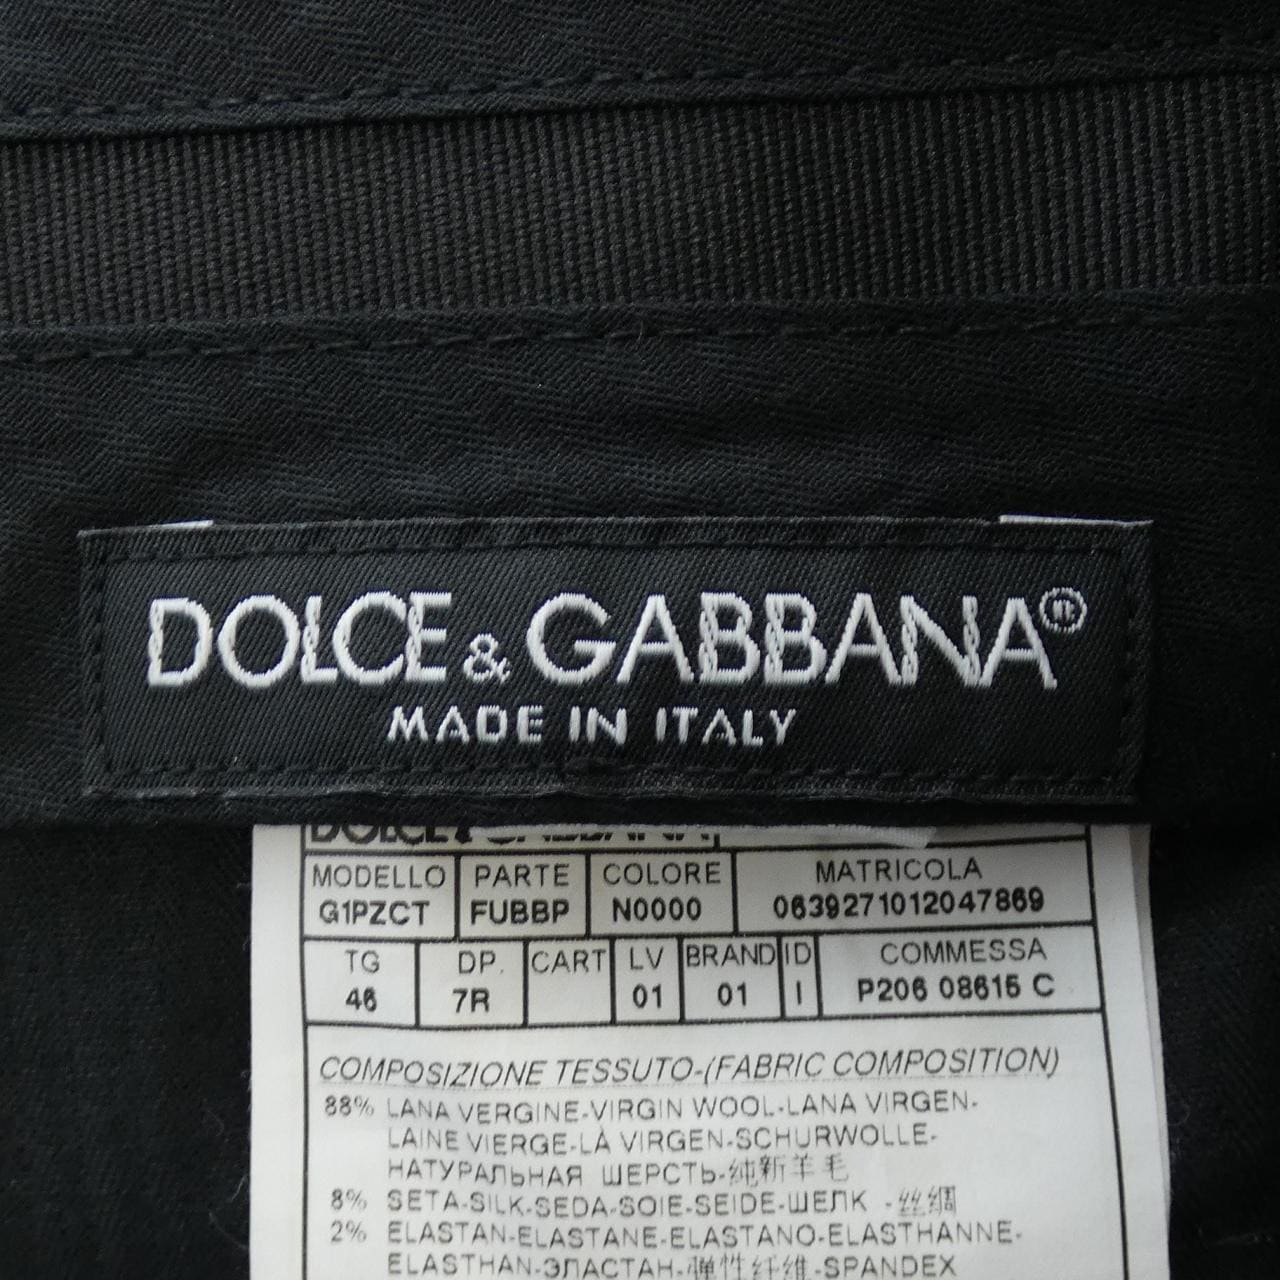 DOLCE & GABBANA®
MADE IN ITALY
DOLCE & GABBANA
MODELLO PARTE COLORE MATRICOLA
G1PZCT FUBBP N0000 0639271012047869
TG DP. CART LV BRAND ID COMMESSA
46 7R 01 01 I P206 08615 C
COMPOSIZIONE TESSUTO-(FABRIC COMPOSITION)
88% LANA VERGINE-VIRGIN WOOL-LANA VIRGEN-
LAINE VIERGE-LÀ VIRGEN-SCHURWOLLE-
НАТУРАЛЬНАЯ ШЕРСТЬ-纯新羊毛
8% SETA-SILK-SEDA-SOIE-SEIDE-ШЕЛК -丝绸
2% ELASTAN-ELASTANE-ELASTANO-ELASTHANNE-
ELASTHAN-ЭЛАСТАН-弹性纤维-SPANDEX